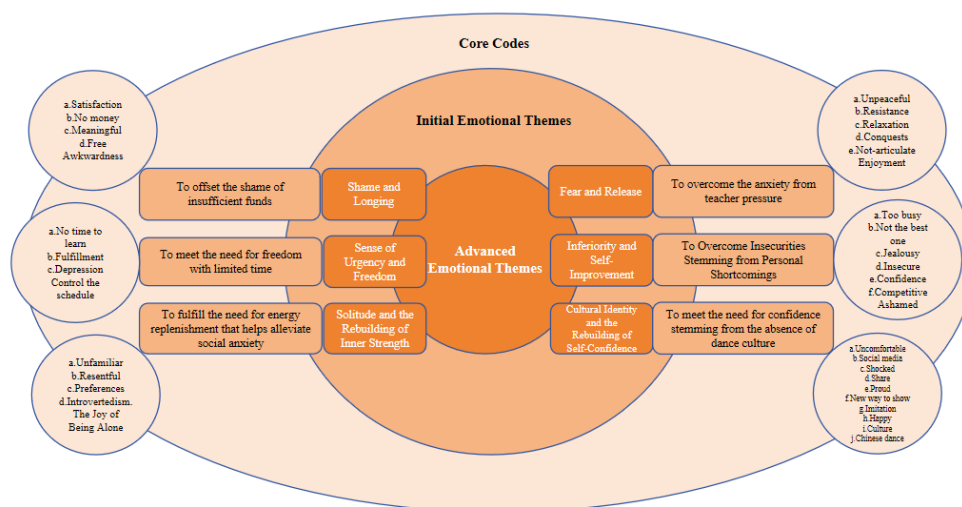 Core Codes
Initial Emotional Themes
Advanced
Emotional Themes
a.Satisfaction
b.No money
c.Meaningful
d.Free
Awkwardness
To offset the shame of
insufficient funds
Shame and
Longing
a.No time to
learn
b.Fulfillment
c.Depression
Control the
schedule
To meet the need for freedom
with limited time
Sense of
Urgency and
Freedom
a.Unfamiliar
b.Resentful
c.Preferences
d.Introvertedism.
The Joy of
Being Alone
To fulfill the need for energy
replenishment that helps alleviate
social anxiety
Solitude and the
Rebuilding of
Inner Strength
Fear and Release
To overcome the anxiety from
teacher pressure
a.Unpeaceful
b.Resistance
c.Relaxation
d.Conquests
e.Not-articulate
Enjoyment
Inferiority and
Self-
Improvement
To Overcome Insecurities
Stemming from Personal
Shortcomings
a.Too busy
b.Not the best
one
c.Jealousy
d.Insecure
e.Confidence
f.Competitive
Ashamed
Cultural Identity
and the
Rebuilding of
Self-Confidence
To meet the need for confidence
stemming from the absence of
dance culture
a.Uncomfortable
b.Social media
c.Shocked
d.Share
e.Proud
f.New way to show
g.Imitation
h.Happy
i.Culture
j.Chinese dance